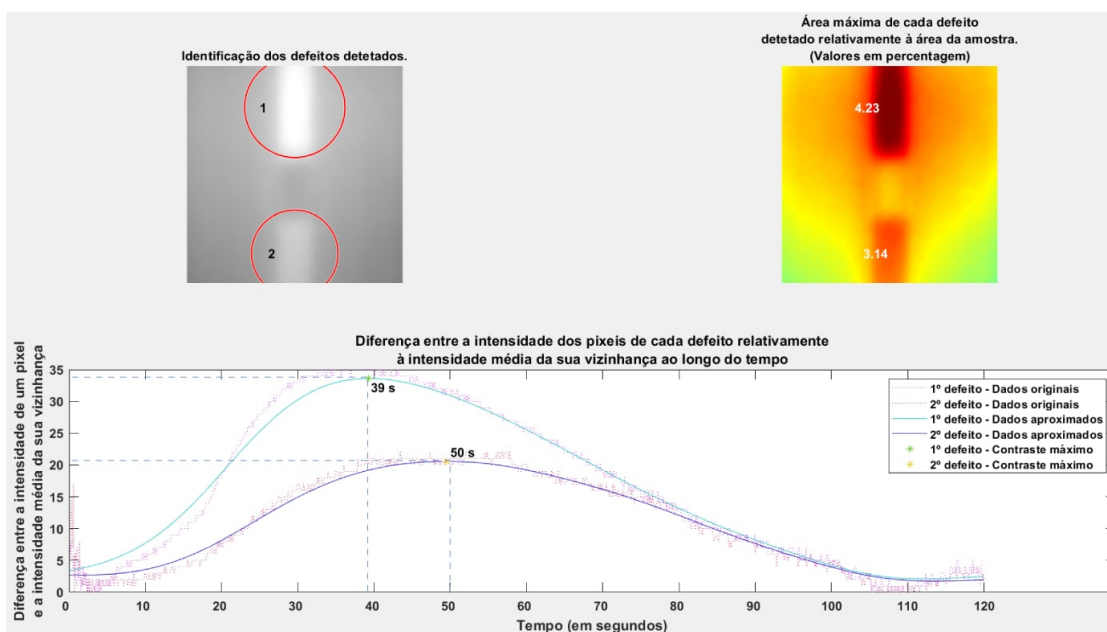 Identificação dos defeitos detetados.
1
2
Área máxima de cada defeito
detetado relativamente à área da amostra.
(Valores em percentagem)
4.23
3.14
Diferença entre a intensidade dos pixeis de cada defeito relativamente
à intensidade média da sua vizinhança ao longo do tempo
Diferença entre a intensidade de um pixel
e a intensidade média da sua vizinhança
35
30
25
20
15
10
5
0
39 s
50 s
1º defeito - Dados originais
2º defeito - Dados originais
1º defeito - Dados aproximados
2º defeito - Dados aproximados
1º defeito - Contraste máximo
2º defeito - Contraste máximo
0 10 20 30 40 50 60 70 80 90 100 110 120
Tempo (em segundos)